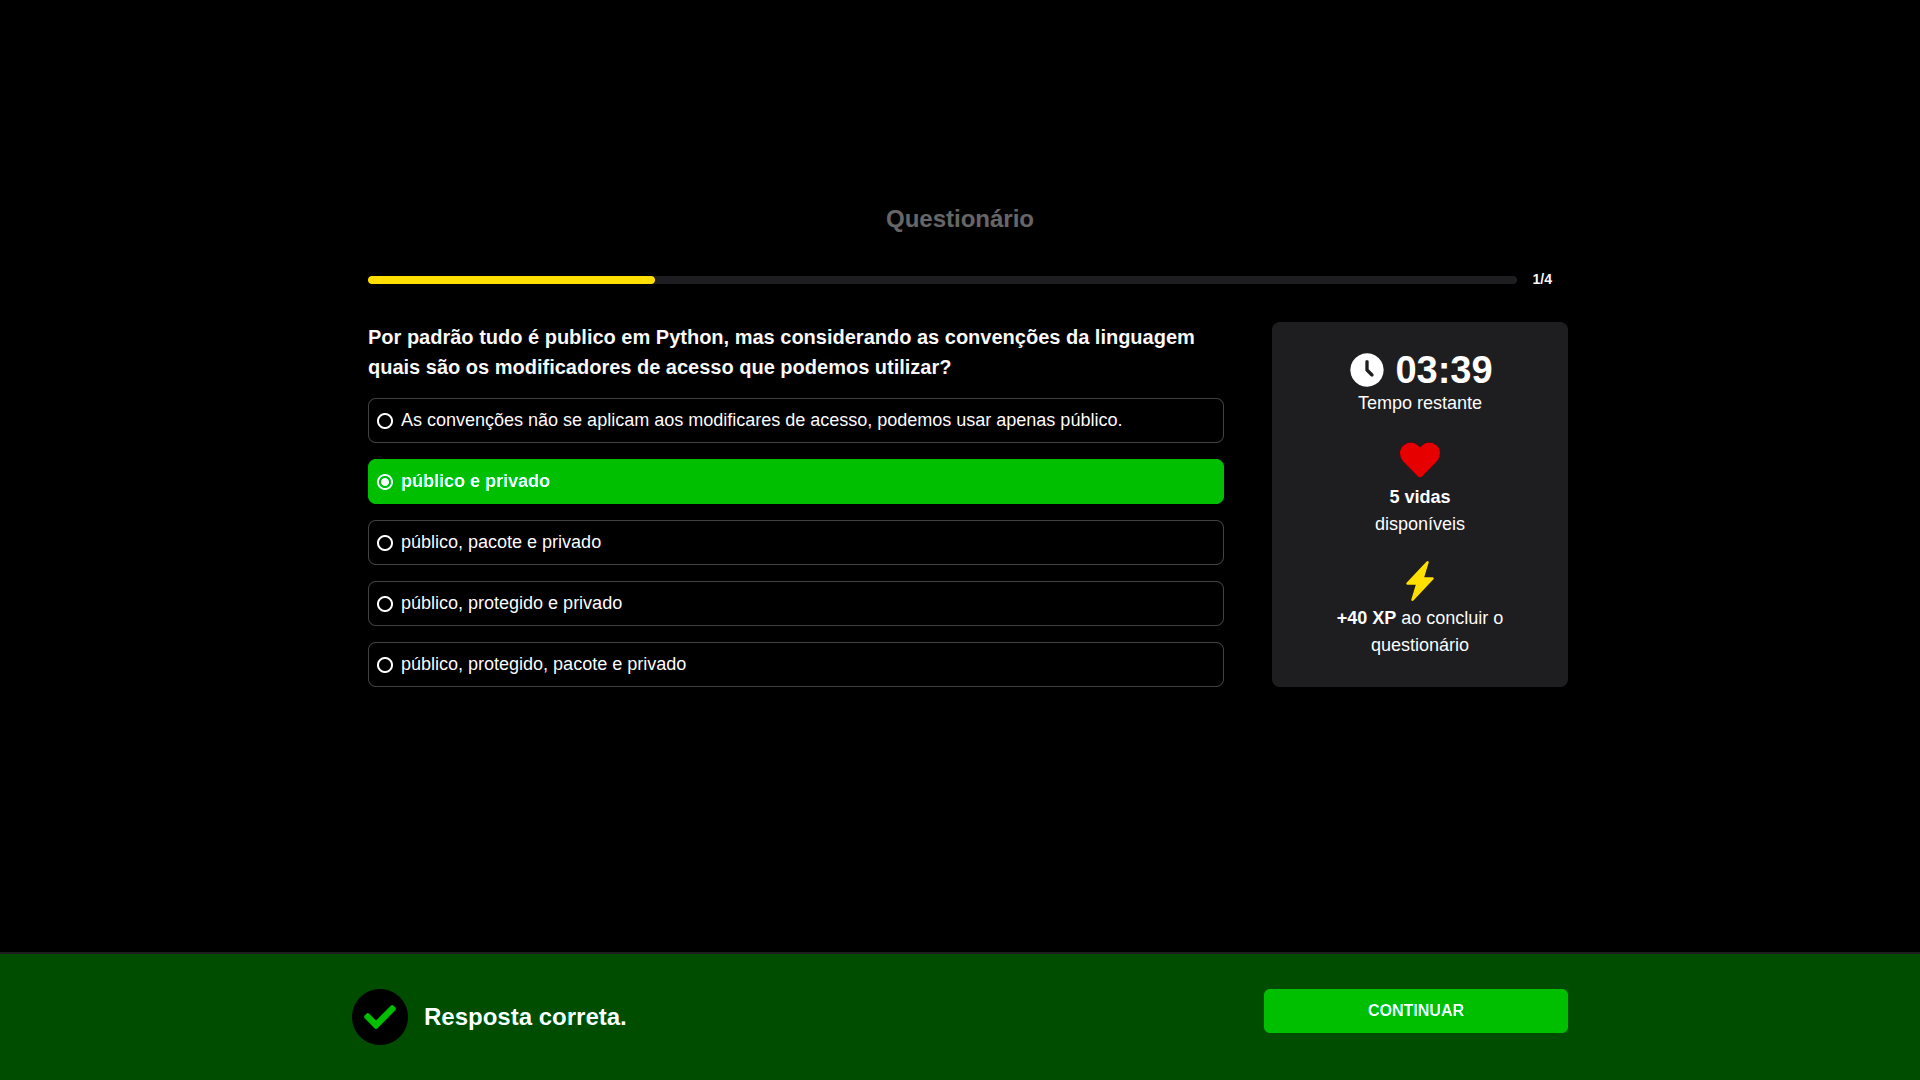 Questionário
1/4
Por padrão tudo é publico em Python, mas considerando as convenções da linguagem
quais são os modificadores de acesso que podemos utilizar?
As convenções não se aplicam aos modificares de acesso, podemos usar apenas público.
público e privado
público, pacote e privado
público, protegido e privado
público, protegido, pacote e privado
03:39
Tempo restante
5 vidas
disponíveis
+40 XP ao concluir o
questionário
Resposta correta.
CONTINUAR